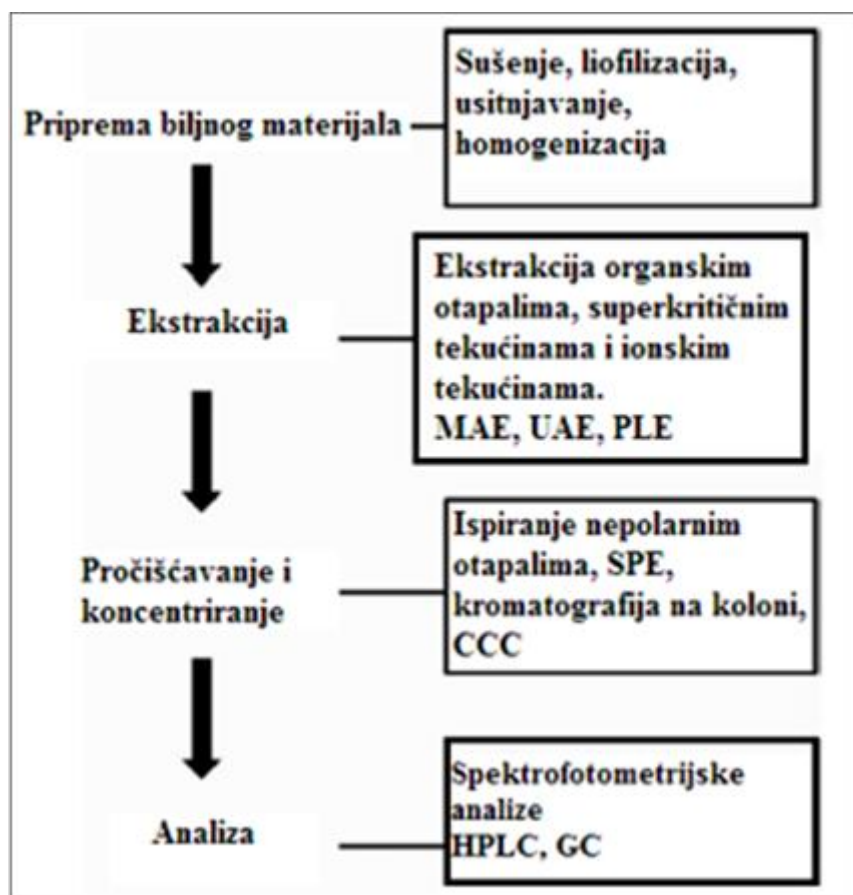 Priprema biljnog materijala
Sušenje, liofilizacija,
usitnjavanje,
homogenizacija
Ekstrakcija
Ekstrakcija organskim
otapalima, superkritičnim
tekućinama i ionskim
tekućinama.
MAE, UAE, PLE
Pročišćavanje i
koncentriranje
Ispiranje nepolarnim
otapalima, SPE,
kromatografija na koloni,
CCC
Analiza
Spektrofotometrijske
analize
HPLC, GC